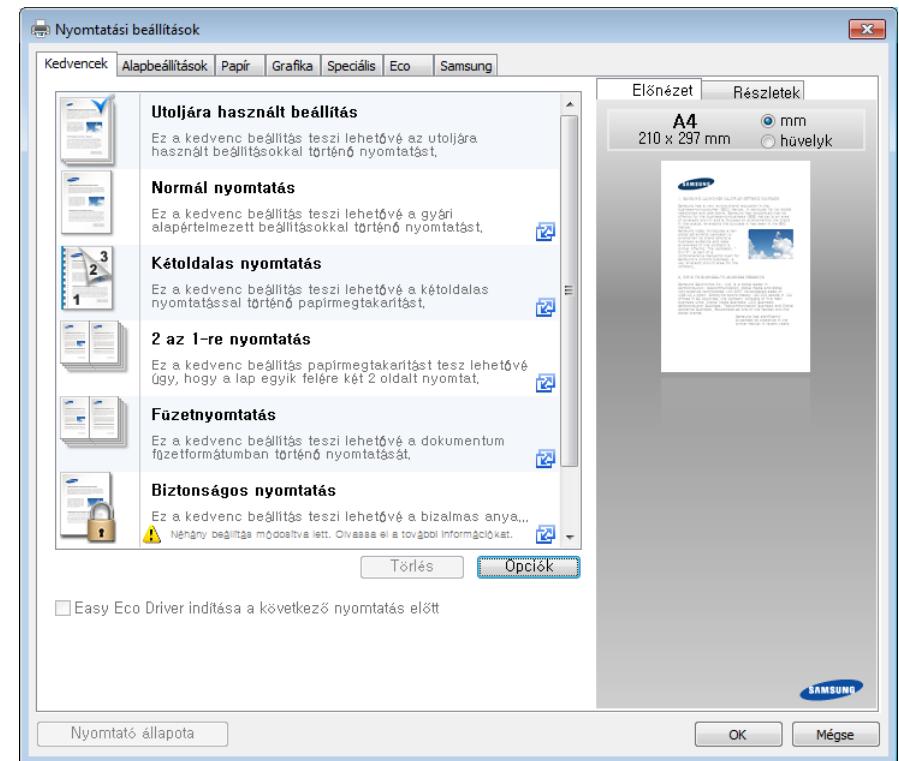 Nyomtatási beállítások
Kedvencek Alapbeállítások Papír Grafika Speciális Eco Samsung
Utoljára használt beállítás
Ez a kedvenc beállítás teszi lehetővé az utoljára
használt beállításokkal történő nyomtatást.
Normál nyomtatás
Ez a kedvenc beállítás teszi lehetővé a gyári
alapértelmezett beállításokkal történő nyomtatást.
Kétoldalas nyomtatás
Ez a kedvenc beállítás teszi lehetővé a kétoldalas
nyomtatással történő papírmegtakarítást.
2 az 1-re nyomtatás
Ez a kedvenc beállítás papírmegtakarítást tesz lehetővé
úgy, hogy a lap egyik felére két 2 oldalt nyomtat.
Füzetnyomtatás
Ez a kedvenc beállítás teszi lehetővé a dokumentum
füzetformátumban történő nyomtatását.
Biztonságos nyomtatás
Ez a kedvenc beállítás teszi lehetővé a bizalmas anya...
Néhány beállítás módosítva lett. Olvassa el a további információkat.
Törlés Opciók
Easy Eco Driver indítása a következő nyomtatás előtt
Előnézet Részletek
A4
210 x 297 mm
mm
hüvelyk
SAMSUNG
SAMSUNG
Nyomtató állapota
OK Mégse